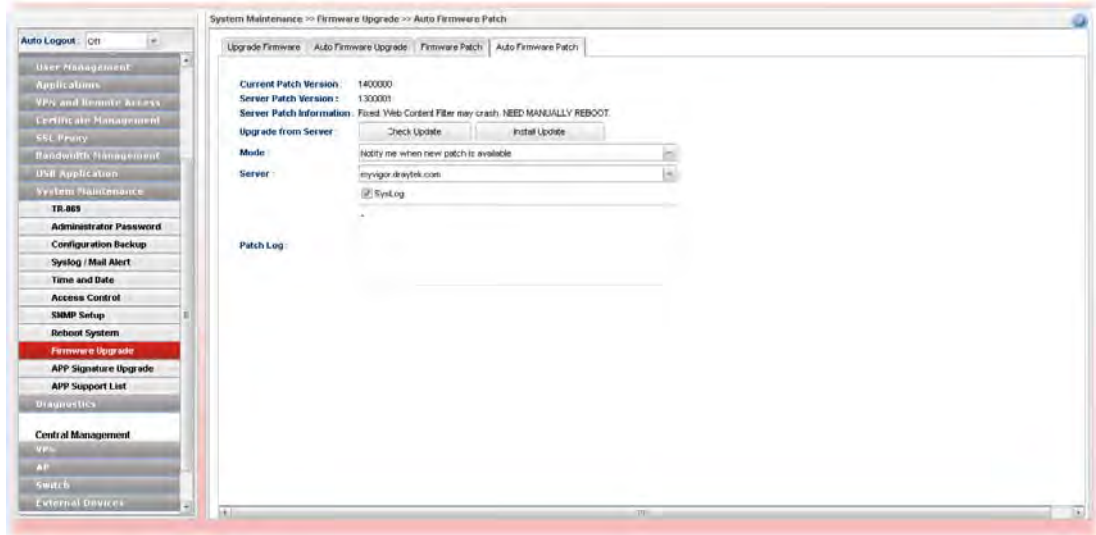 System Maintenance >> Firmware Upgrade >> Auto Firmware Patch
Auto Logout : Off
User Management
Applications
VPN and Remote Access
Certificate Management
SSL Proxy
Bandwidth Management
USB Application
System Maintenance
TR-069
Administrator Password
Configuration Backup
Syslog / Mail Alert
Time and Date
Access Control
SNMP Setup
Reboot System
Firmware Upgrade
APP Signature Upgrade
APP Support List
Diagnostics
Central Management
VPN
AP
Switch
External Devices
Upgrade Firmware Auto Firmware Upgrade Firmware Patch Auto Firmware Patch
Current Patch Version : 1400000
Server Patch Version : 1300001
Server Patch Information : Fixed: Web Content Filter may crash. NEED MANUALLY REBOOT.
Upgrade from Server : Check Update Install Update
Mode : Notify me when new patch is available
Server : myvigor.draytek.com
SysLog
Patch Log :